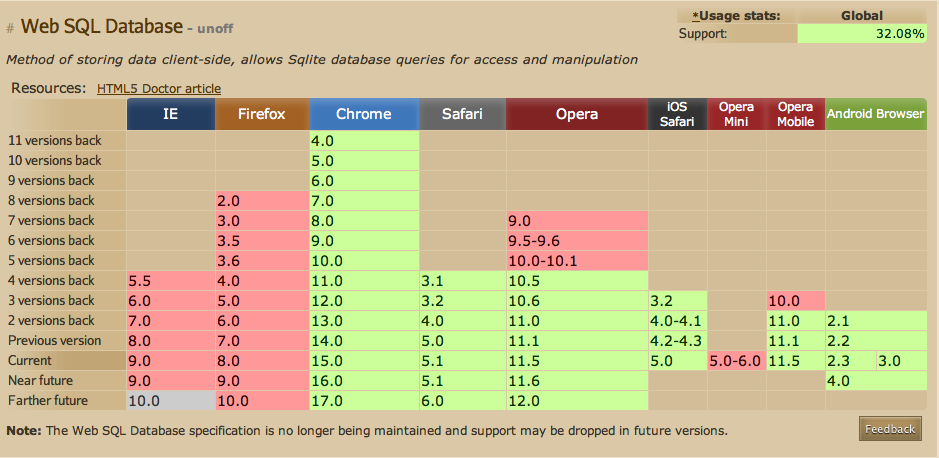 # Web SQL Database - unoff
*Usage stats: Global
Support: 32.08%
Method of storing data client-side, allows Sqlite database queries for access and manipulation
Resources: HTML5 Doctor article
IE Firefox Chrome Safari Opera iOS Safari Opera Mini Opera Mobile Android Browser
11 versions back 4.0
10 versions back 5.0
9 versions back 6.0
8 versions back 2.0 7.0
7 versions back 3.0 8.0 9.0
6 versions back 3.5 9.0 9.5-9.6
5 versions back 3.6 10.0 10.0-10.1
4 versions back 5.5 4.0 11.0 3.1 10.5
3 versions back 6.0 5.0 12.0 3.2 10.6 3.2 10.0
2 versions back 7.0 6.0 13.0 4.0 11.0 4.0-4.1 11.0 2.1
Previous version 8.0 7.0 14.0 5.0 11.1 4.2-4.3 11.1 2.2
Current 9.0 8.0 15.0 5.1 11.5 5.0 5.0-6.0 11.5 2.3 3.0
Near future 9.0 9.0 16.0 5.1 11.6 4.0
Farther future 10.0 10.0 17.0 6.0 12.0
Note: The Web SQL Database specification is no longer being maintained and support may be dropped in future versions.
Feedback